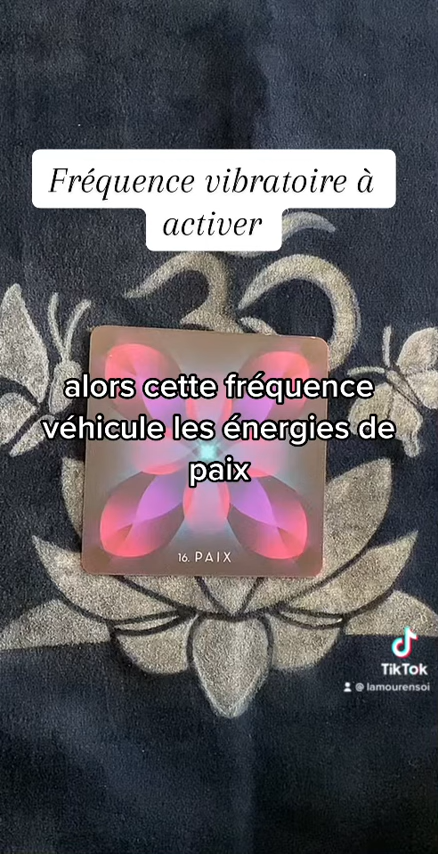 Fréquence vibratoire à
activer
alors cette fréquence
véhicule les énergies de
paix
16. PAIX
TikTok
@ lamourensoi